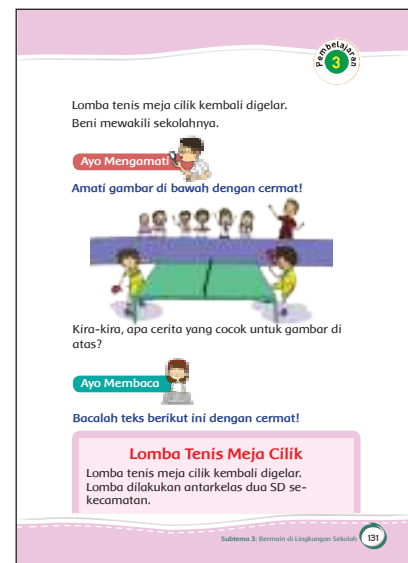 Pembelajaran
3
Lomba tenis meja cilik kembali digelar.
Beni mewakili sekolahnya.
Ayo Mengamati
Amati gambar di bawah dengan cermat!
Kira-kira, apa cerita yang cocok untuk gambar di
atas?
Ayo Membaca
Bacalah teks berikut ini dengan cermat!
Lomba Tenis Meja Cilik
Lomba tenis meja cilik kembali digelar.
Lomba dilakukan antarkelas dua SD se-
kecamatan.
Subtema 3: Bermain di Lingkungan Sekolah
131